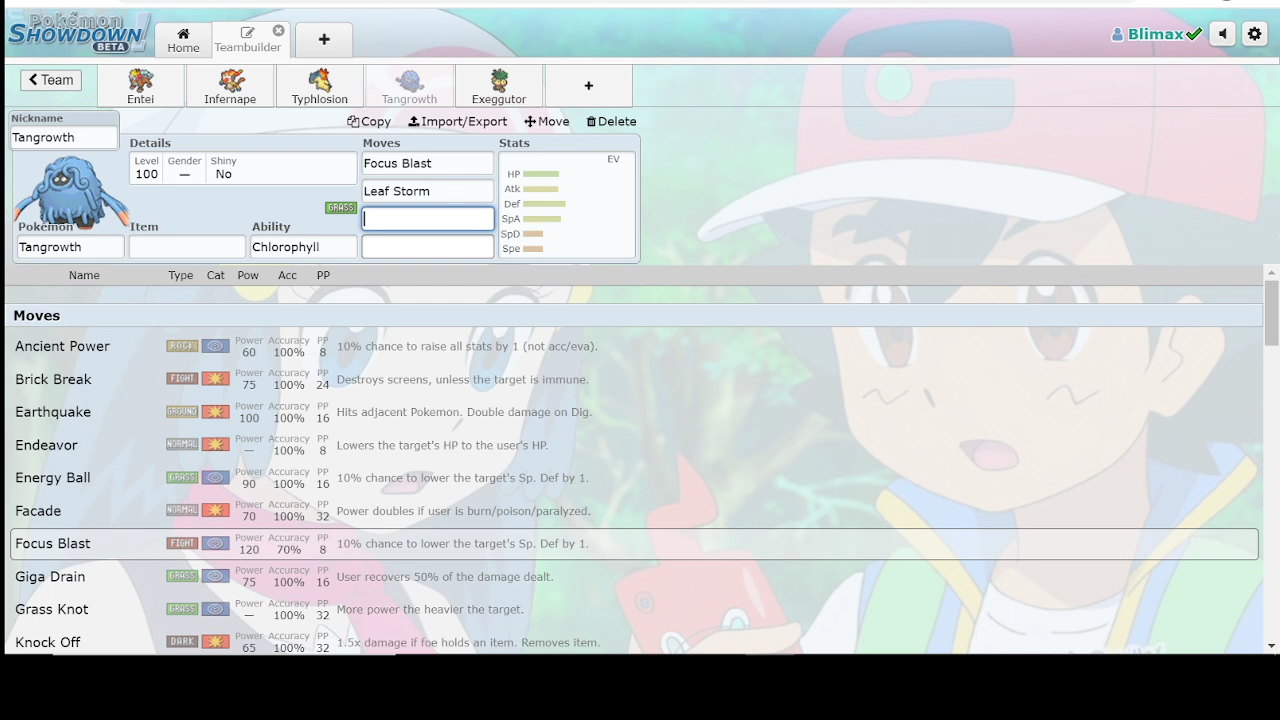 Pokémon
SHOWDOWN!
BETA
Home
Teambuilder
+
Blimax
Team
Entei
Infernape
Typhlosion
Tangrowth
Exeggutor
+
Nickname
Tangrowth
Copy
Import/Export
Move
Delete
Details
Moves
Stats
Level
Gender
Shiny
100
—
No
Focus Blast
Leaf Storm
EV
HP
Atk
Def
SpA
SpD
Spe
GRASS
Pokémon
Item
Ability
Tangrowth
Chlorophyll
Name Type Cat Pow Acc PP
Moves
Ancient Power ROCK Power 60 Accuracy 100% PP 8 10% chance to raise all stats by 1 (not acc/eva).
Brick Break FIGHT Power 75 Accuracy 100% PP 24 Destroys screens, unless the target is immune.
Earthquake GROUND Power 100 Accuracy 100% PP 16 Hits adjacent Pokemon. Double damage on Dig.
Endeavor NORMAL Power — Accuracy 100% PP 8 Lowers the target's HP to the user's HP.
Energy Ball GRASS Power 90 Accuracy 100% PP 16 10% chance to lower the target's Sp. Def by 1.
Facade NORMAL Power 70 Accuracy 100% PP 32 Power doubles if user is burn/poison/paralyzed.
Focus Blast FIGHT Power 120 Accuracy 70% PP 8 10% chance to lower the target's Sp. Def by 1.
Giga Drain GRASS Power 75 Accuracy 100% PP 16 User recovers 50% of the damage dealt.
Grass Knot GRASS Power — Accuracy 100% PP 32 More power the heavier the target.
Knock Off DARK Power 65 Accuracy 100% PP 32 1.5x damage if foe holds an item. Removes item.